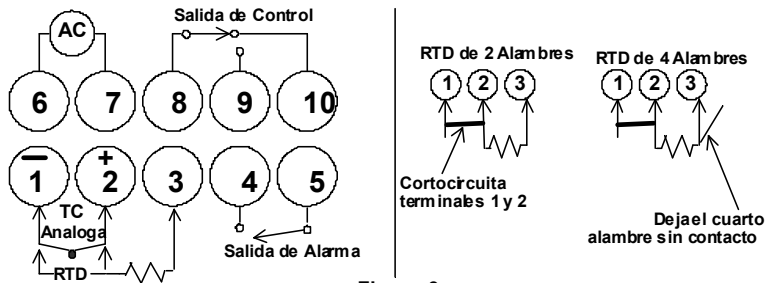 AC
Salida de Control
6 7 8 9 10
− +
1 2 3 4 5
TC
Analoga
RTD
Salida de Alarma
RTD de 2 Alambres
1 2 3
Cortocircuita
terminales 1 y 2
RTD de 4 Alambres
1 2 3
Deja el cuarto
alambre sin contacto